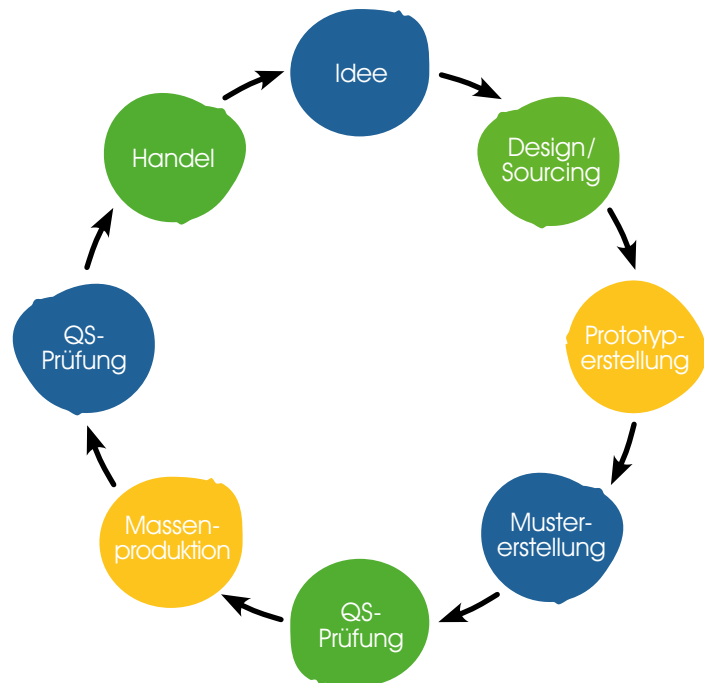 Idee
Design/
Sourcing
Prototyp-
erstellung
Muster-
erstellung
QS-
Prüfung
Massen-
produktion
QS-
Prüfung
Handel